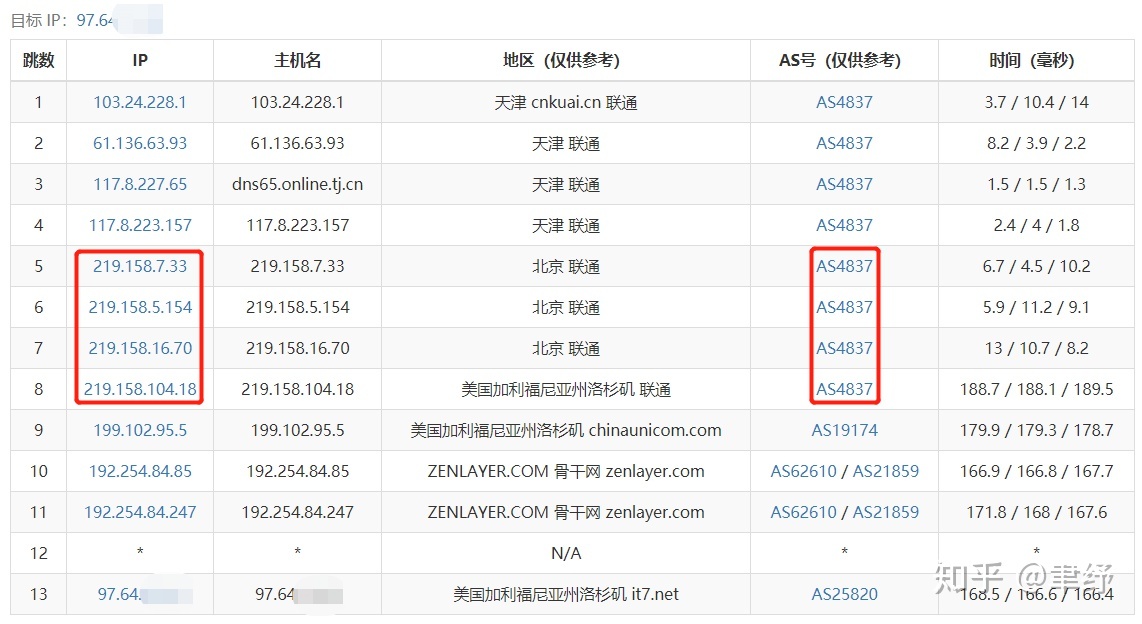 目标 IP：97.64
跳数 IP 主机名 地区（仅供参考） AS号（仅供参考） 时间（毫秒）
1 103.24.228.1 103.24.228.1 天津 cnkuai.cn 联通 AS4837 3.7 / 10.4 / 14
2 61.136.63.93 61.136.63.93 天津 联通 AS4837 8.2 / 3.9 / 2.2
3 117.8.227.65 dns65.online.tj.cn 天津 联通 AS4837 1.5 / 1.5 / 1.3
4 117.8.223.157 117.8.223.157 天津 联通 AS4837 2.4 / 4 / 1.8
5 219.158.7.33 219.158.7.33 北京 联通 AS4837 6.7 / 4.5 / 10.2
6 219.158.5.154 219.158.5.154 北京 联通 AS4837 5.9 / 11.2 / 9.1
7 219.158.16.70 219.158.16.70 北京 联通 AS4837 13 / 10.7 / 8.2
8 219.158.104.18 219.158.104.18 美国加利福尼亚州洛杉矶 联通 AS4837 188.7 / 188.1 / 189.5
9 199.102.95.5 199.102.95.5 美国加利福尼亚州洛杉矶 chinaunicom.com AS19174 179.9 / 179.3 / 178.7
10 192.254.84.85 192.254.84.85 ZENLAYER.COM 骨干网 zenlayer.com AS62610 / AS21859 166.9 / 166.8 / 167.7
11 192.254.84.247 192.254.84.247 ZENLAYER.COM 骨干网 zenlayer.com AS62610 / AS21859 171.8 / 168 / 167.6
12 * * N/A * *
13 97.64. 97.64 美国加利福尼亚州洛杉矶 it7.net AS25820 168.5 / 166.6 / 166.4
知乎 @聿纾